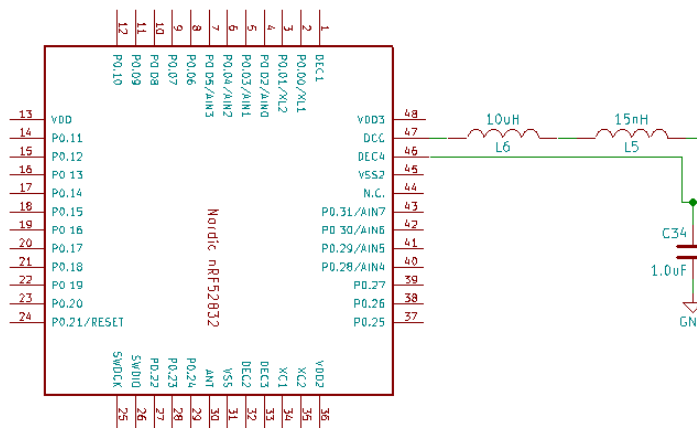 12 11 10 9 8 7 6 5 4 3 2 1
P0.10 P0.09 P0.08 P0.07 P0.06 P0.05/AIN3 P0.04/AIN2 P0.03/AIN1 P0.02/AIN0 P0.01/XL2 P0.00/XL1 DEC1
13 VDD
14 P0.11
15 P0.12
16 P0.13
17 P0.14
18 P0.15
19 P0.16
20 P0.17
21 P0.18
22 P0.19
23 P0.20
24 P0.21/RESET
Nordic nRF52832
VDD3 48
DCC 47
DEC4 46
VSS2 45
N.C. 44
P0.31/AIN7 43
P0.30/AIN6 42
P0.29/AIN5 41
P0.28/AIN4 40
P0.27 39
P0.26 38
P0.25 37
SWDCK SWDIO P0.22 P0.23 P0.24 ANT VSS DEC2 DEC3 XC1 XC2 VDD2
25 26 27 28 29 30 31 32 33 34 35 36
10uH
L6
15nH
L5
C34
1.0uF
GN